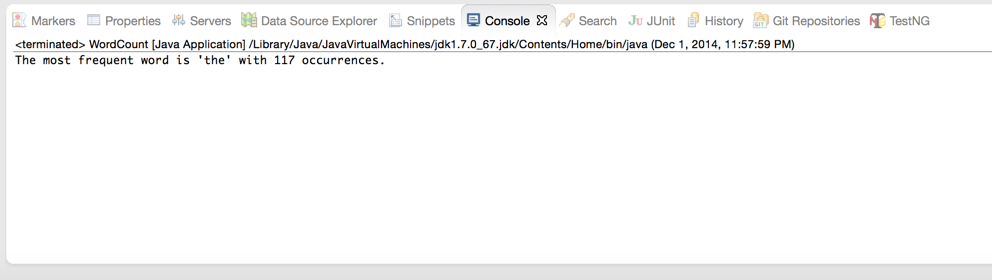 Markers Properties Servers Data Source Explorer Snippets Console Search JUnit History Git Repositories TestNG
<terminated> WordCount [Java Application] /Library/Java/JavaVirtualMachines/jdk1.7.0_67.jdk/Contents/Home/bin/java (Dec 1, 2014, 11:57:59 PM)
The most frequent word is 'the' with 117 occurrences.